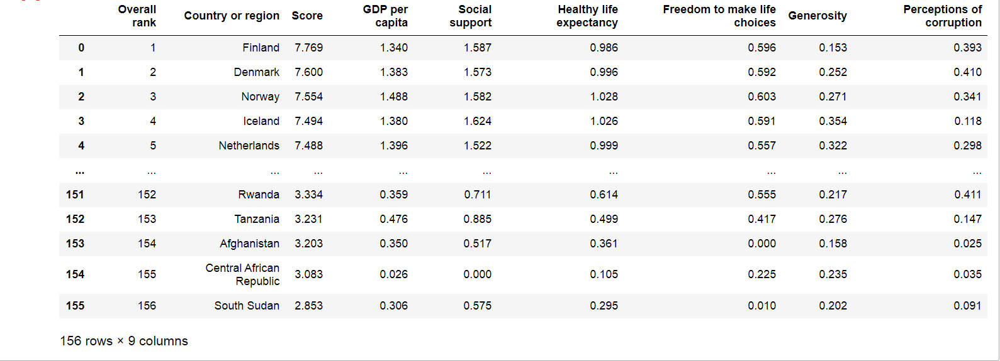 Overall rank Country or region Score GDP per capita Social support Healthy life expectancy Freedom to make life choices Generosity Perceptions of corruption
0 1 Finland 7.769 1.340 1.587 0.986 0.596 0.153 0.393
1 2 Denmark 7.600 1.383 1.573 0.996 0.592 0.252 0.410
2 3 Norway 7.554 1.488 1.582 1.028 0.603 0.271 0.341
3 4 Iceland 7.494 1.380 1.624 1.026 0.591 0.354 0.118
4 5 Netherlands 7.488 1.396 1.522 0.999 0.557 0.322 0.298
... ... ... ... ... ... ... ... ... ...
151 152 Rwanda 3.334 0.359 0.711 0.614 0.555 0.217 0.411
152 153 Tanzania 3.231 0.476 0.885 0.499 0.417 0.276 0.147
153 154 Afghanistan 3.203 0.350 0.517 0.361 0.000 0.158 0.025
154 155 Central African Republic 3.083 0.026 0.000 0.105 0.225 0.235 0.035
155 156 South Sudan 2.853 0.306 0.575 0.295 0.010 0.202 0.091
156 rows × 9 columns